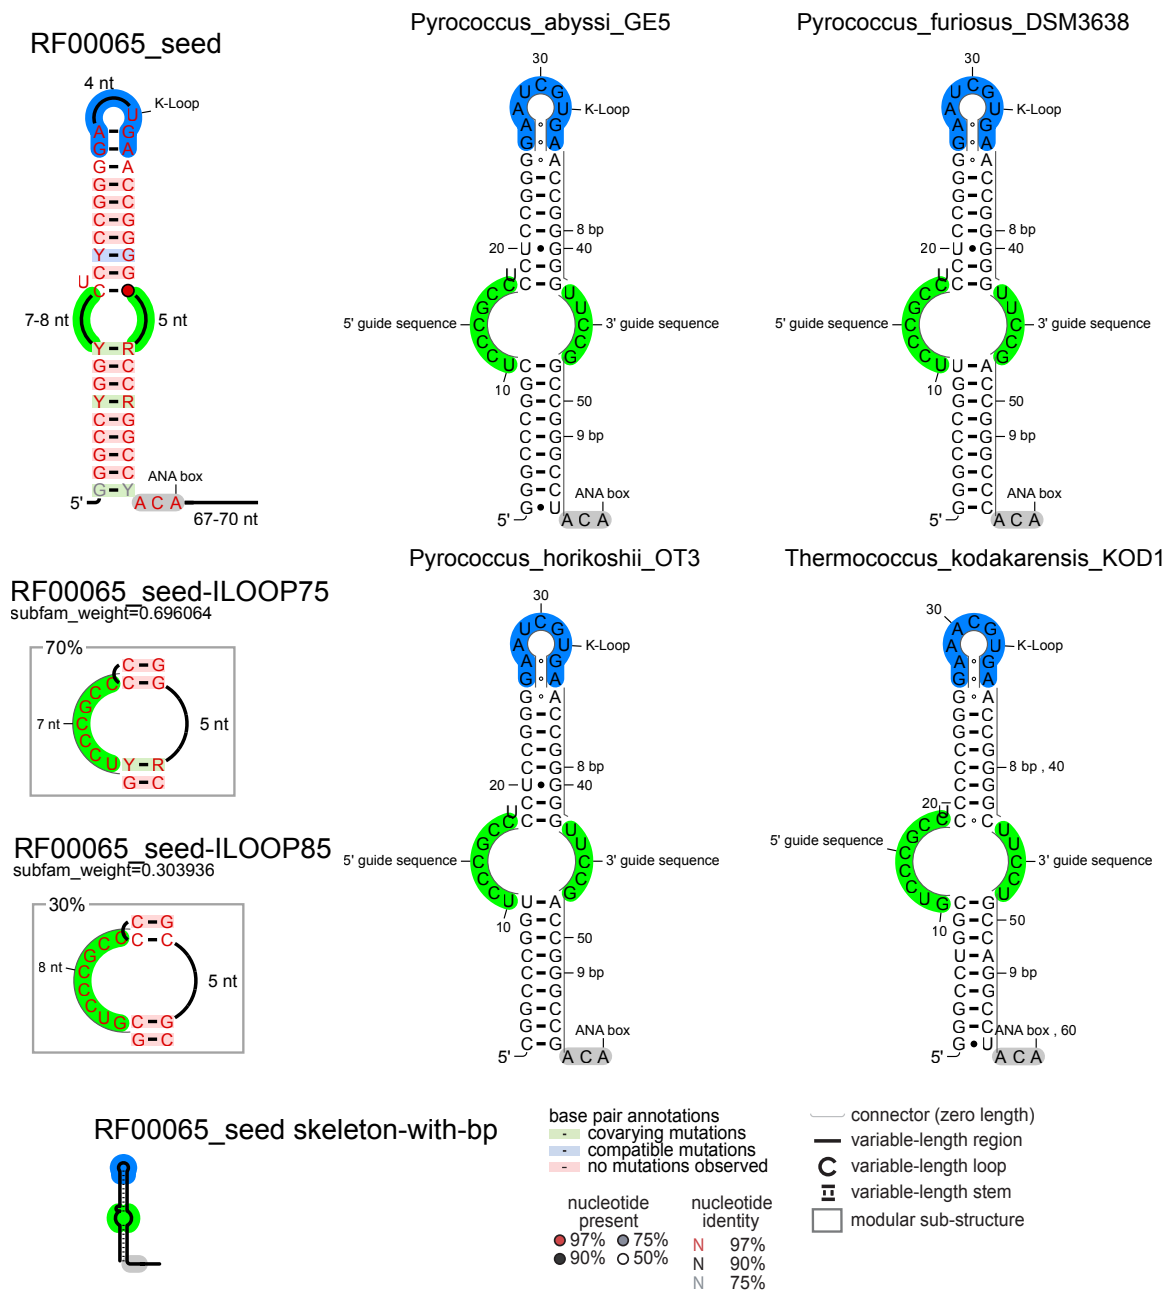 RF00065_seed
4 nt
K-Loop
U
A G
G A
G A
G C
G C
C G
C G
Y G
C G
U
C
7-8 nt
5 nt
Y R
G C
G C
Y R
C G
C G
G C
G C
G Y
ANA box
5'
A C A
67-70 nt
Pyrococcus_abyssi_GE5
30
A A U C G U G A
K-Loop
G A
G A
G C
G C
C G
C G
8 bp
20
U G
40
C G
C G
U
U C C C G C C
5' guide sequence
U U C C G
3' guide sequence
10
C G
G C
G C
50
C G
C G
9 bp
C G
G C
G C
G U
ANA box
5'
A C A
Pyrococcus_furiosus_DSM3638
30
A A U C G U G A
K-Loop
G A
G A
G C
G C
C G
C G
8 bp
20
U G
40
C G
C G
U
U C C C G C C
5' guide sequence
U U C C G
3' guide sequence
10
U A
G C
G C
50
C G
C G
9 bp
C G
G C
G C
G C
ANA box
5'
A C A
RF00065_seed-ILOOP75
subfam_weight=0.696064
70%
C G
C G
U C C C G C C
7 nt
5 nt
Y R
G C
RF00065_seed-ILOOP85
subfam_weight=0.303936
30%
C G
C C
G U C C C G C C
8 nt
5 nt
C G
G C
Pyrococcus_horikoshii_OT3
30
A A U C G U G A
K-Loop
G A
G A
G C
G C
C G
C G
8 bp
20
U G
40
C G
C G
U
U C C C G C C
5' guide sequence
U U C C G
3' guide sequence
10
U A
G C
G C
50
C G
C G
9 bp
C G
G C
G C
C G
ANA box
5'
A C A
Thermococcus_kodakarensis_KOD1
30
A A A C G U G A
K-Loop
G A
G A
G C
G C
C G
C G
8 bp , 40
C G
20
C G
C C
U
G U C C C G C C
5' guide sequence
U U C C U
3' guide sequence
10
C G
G C
50
G C
U A
C G
9 bp
C G
G C
G C
G U
ANA box , 60
5'
A C A
RF00065_seed skeleton-with-bp
base pair annotations
covarying mutations
compatible mutations
no mutations observed
nucleotide present
97% 75%
90% 50%
nucleotide identity
N 97%
N 90%
N 75%
connector (zero length)
variable-length region
variable-length loop
variable-length stem
modular sub-structure